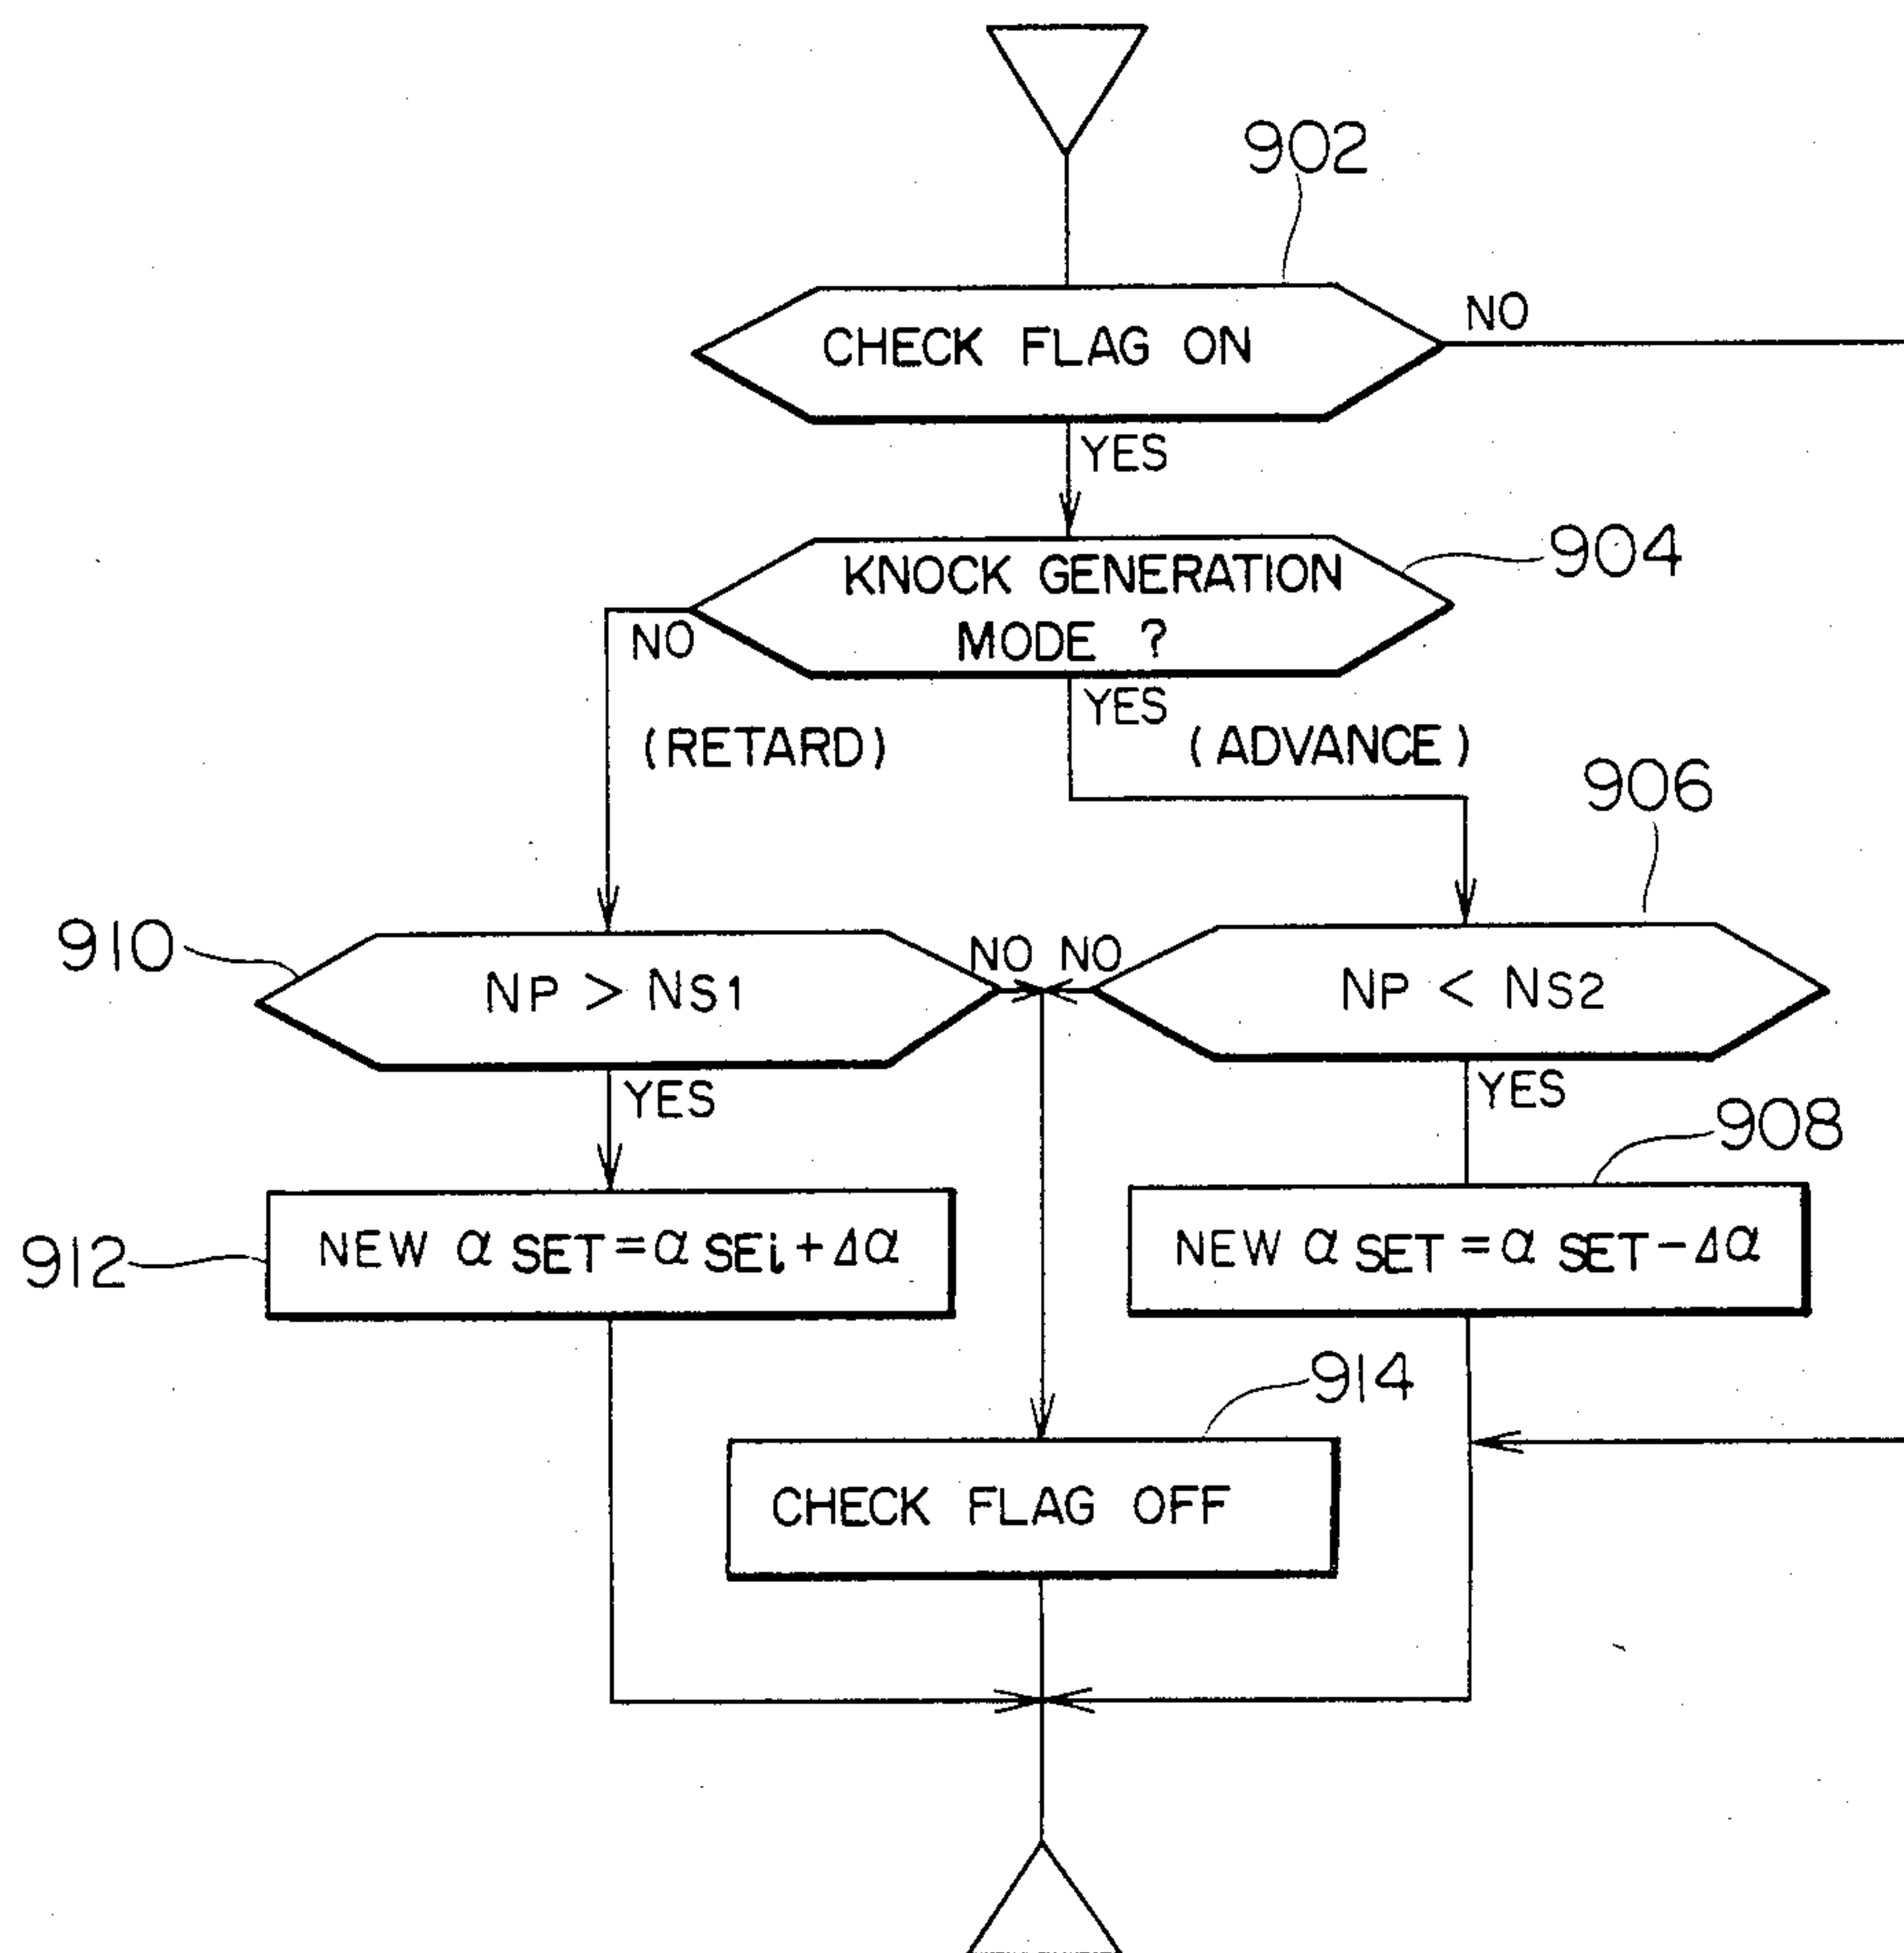 902
CHECK FLAG ON
NO
YES
904
KNOCK GENERATION
MODE ?
NO
YES
(RETARD)
(ADVANCE)
906
910
NP > NS1
NO NO
NP < NS2
YES
YES
908
912
NEW α SET = α SEi + Δα
NEW α SET = α SET - Δα
914
CHECK FLAG OFF